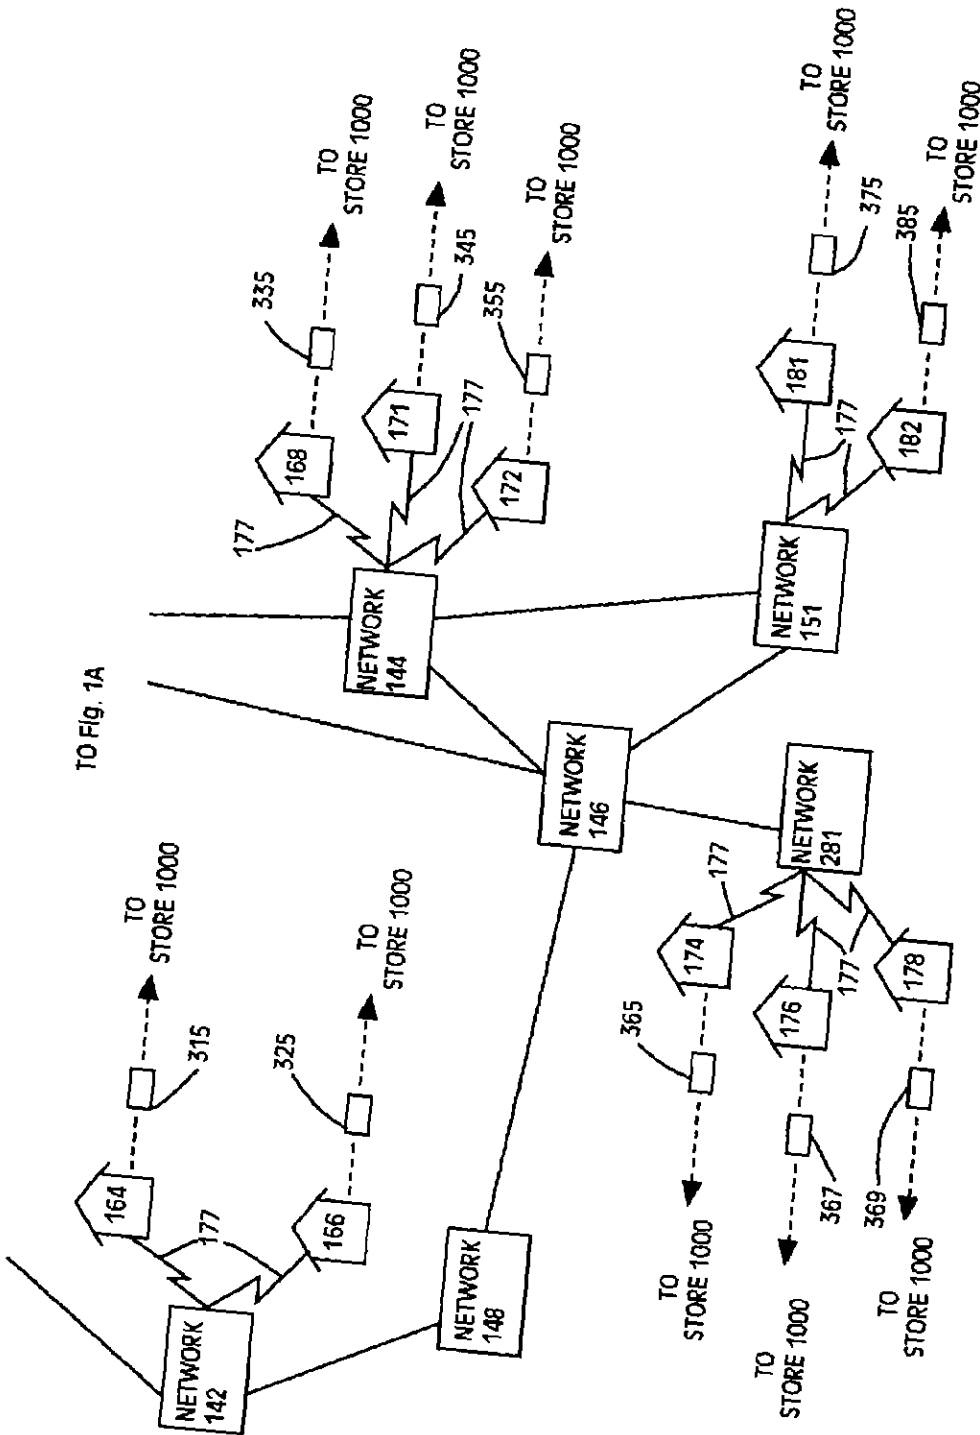 TO Fig. 1A
NETWORK
142
177
164
315
TO
STORE 1000
166
325
TO
STORE 1000
NETWORK
148
NETWORK
146
NETWORK
144
177
168
335
TO
STORE 1000
171
345
TO
STORE 1000
177
172
355
TO
STORE 1000
NETWORK
151
177
181
375
TO
STORE 1000
182
385
TO
STORE 1000
NETWORK
281
177
174
365
TO
STORE 1000
177
176
367
TO
STORE 1000
178
369
TO
STORE 1000